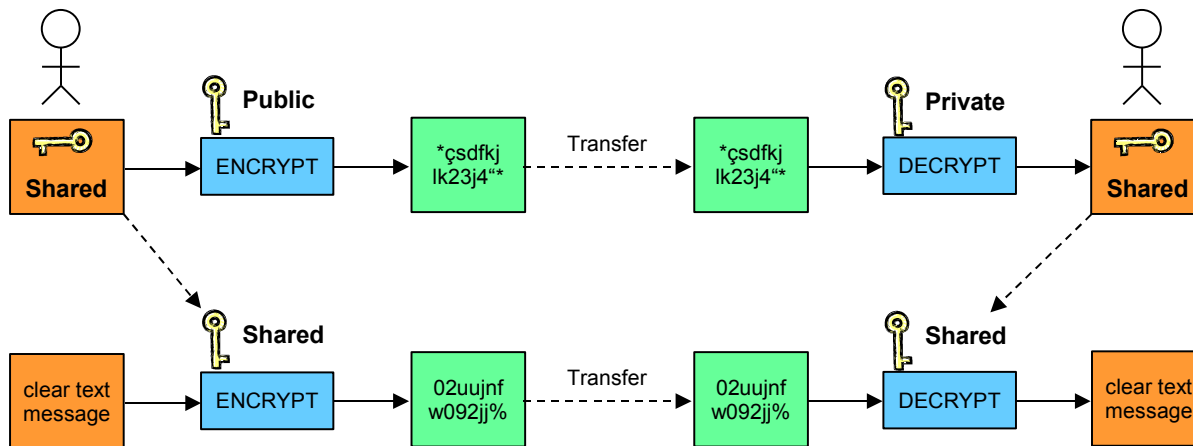 Public
Private
Shared
ENCRYPT
*çsdfkj
lk23j4“*
Transfer
*çsdfkj
lk23j4“*
DECRYPT
Shared
Shared
Shared
clear text
message
ENCRYPT
02uujnf
w092jj%
Transfer
02uujnf
w092jj%
DECRYPT
clear text
message